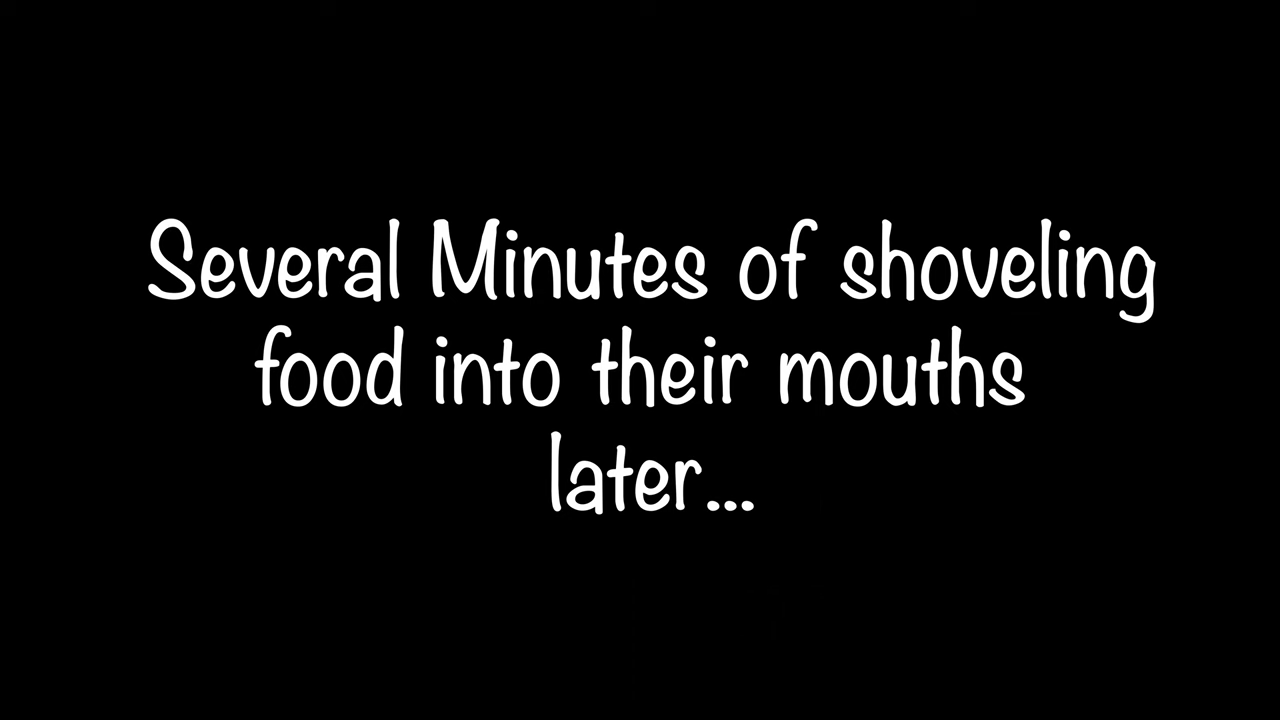 Several Minutes of shoveling
food into their mouths
later...